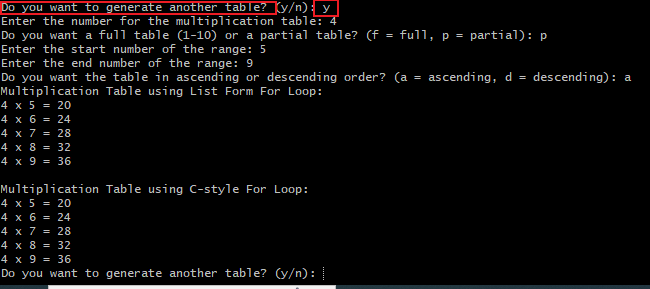 Do you want to generate another table? (y/n): y
Enter the number for the multiplication table: 4
Do you want a full table (1-10) or a partial table? (f = full, p = partial): p
Enter the start number of the range: 5
Enter the end number of the range: 9
Do you want the table in ascending or descending order? (a = ascending, d = descending): a
Multiplication Table using List Form For Loop:
4 x 5 = 20
4 x 6 = 24
4 x 7 = 28
4 x 8 = 32
4 x 9 = 36
Multiplication Table using C-style For Loop:
4 x 5 = 20
4 x 6 = 24
4 x 7 = 28
4 x 8 = 32
4 x 9 = 36
Do you want to generate another table? (y/n):